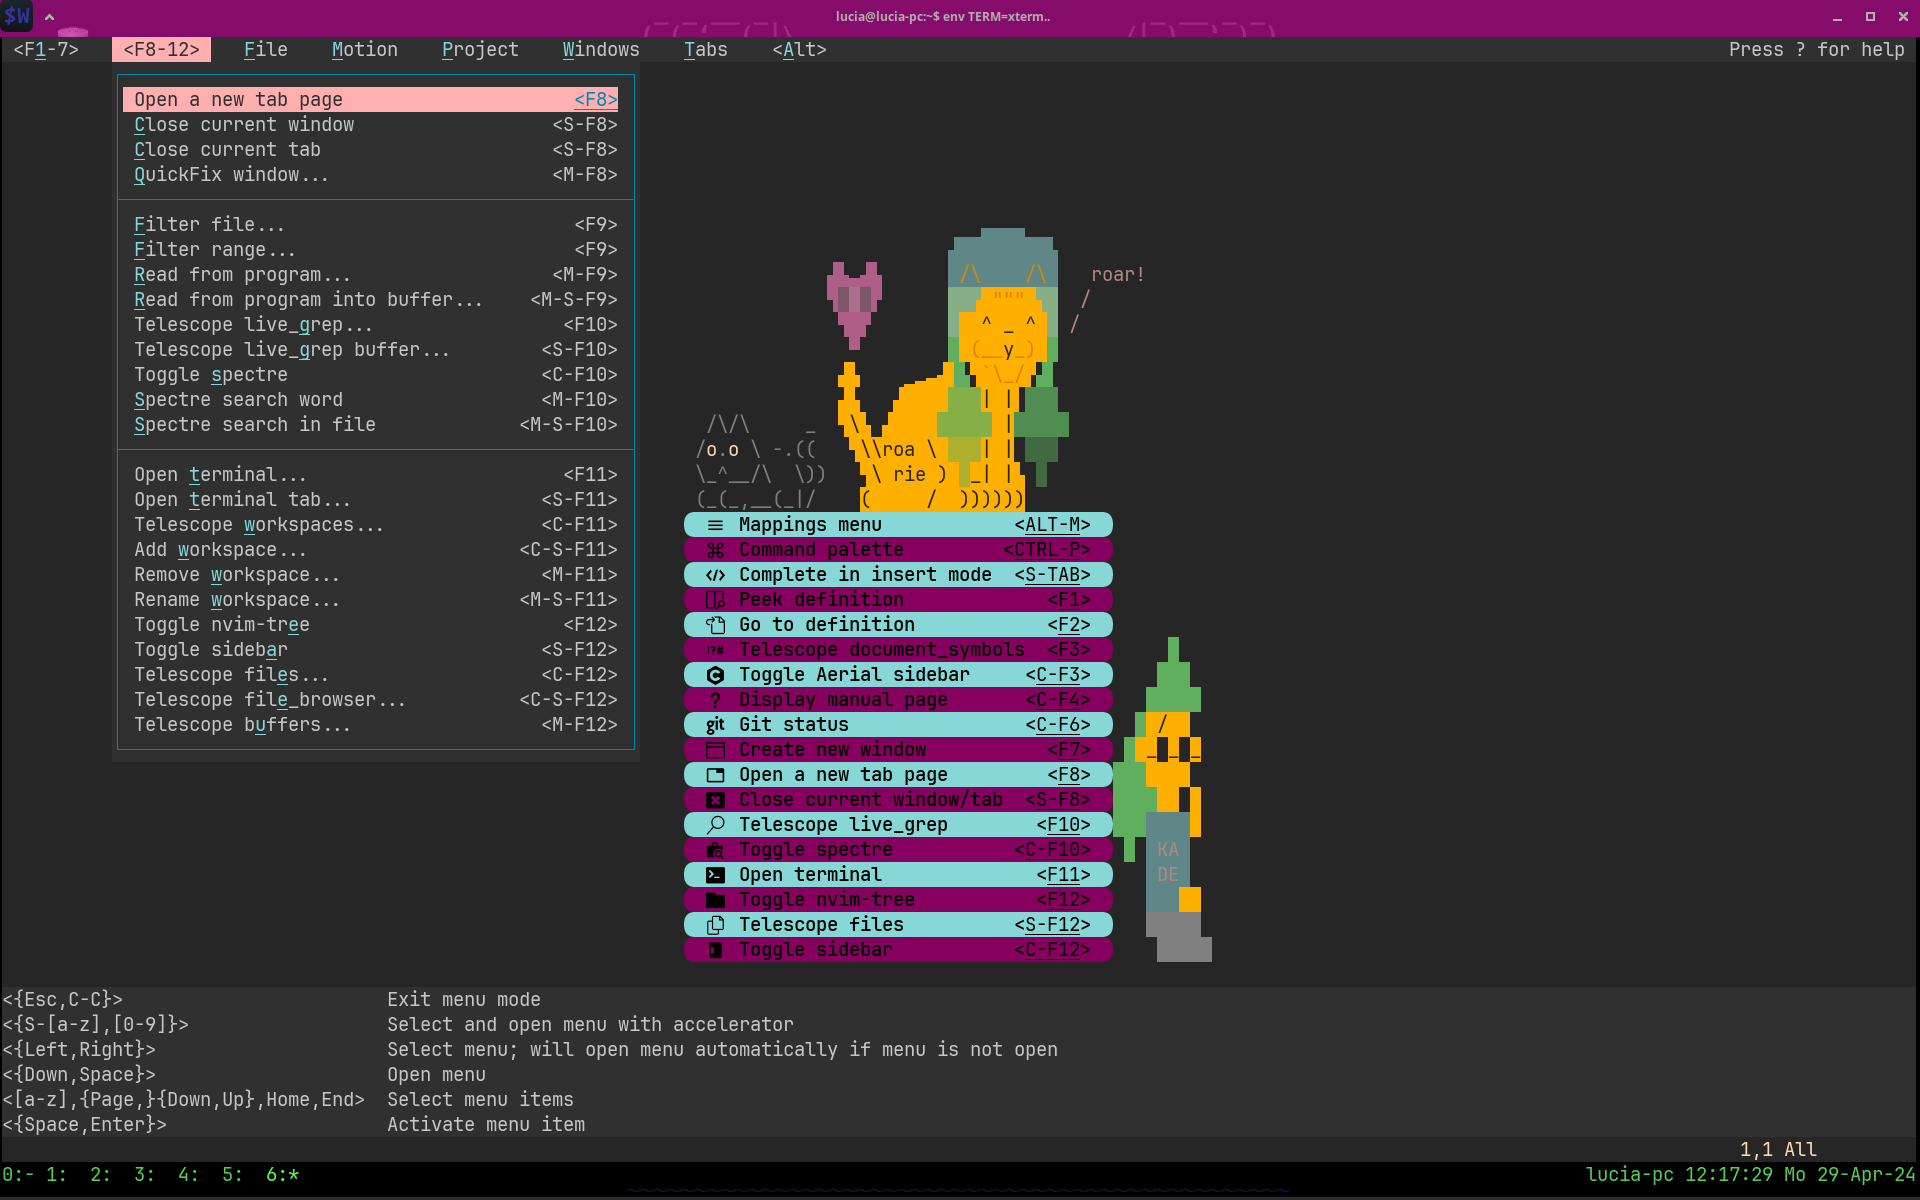 $W
lucia@lucia-pc:~$ env TERM=xterm..
<F1-7> <F8-12> File Motion Project Windows Tabs <Alt> Press ? for help
Open a new tab page <F8>
Close current window <S-F8>
Close current tab <S-F8>
QuickFix window... <M-F8>
Filter file... <F9>
Filter range... <F9>
Read from program... <M-F9>
Read from program into buffer... <M-S-F9>
Telescope live_grep... <F10>
Telescope live_grep buffer... <S-F10>
Toggle spectre <C-F10>
Spectre search word <M-F10>
Spectre search in file <M-S-F10>
Open terminal... <F11>
Open terminal tab... <S-F11>
Telescope workspaces... <C-F11>
Add workspace... <C-S-F11>
Remove workspace... <M-F11>
Rename workspace... <M-S-F11>
Toggle nvim-tree <F12>
Toggle sidebar <S-F12>
Telescope files... <C-F12>
Telescope file_browser... <C-S-F12>
Telescope buffers... <M-F12>
roar!
roa
rie
Mappings menu <ALT-M>
Command palette <CTRL-P>
Complete in insert mode <S-TAB>
Peek definition <F1>
Go to definition <F2>
Telescope document_symbols <F3>
Toggle Aerial sidebar <C-F3>
Display manual page <C-F4>
git Git status <C-F6>
Create new window <F7>
Open a new tab page <F8>
Close current window/tab <S-F8>
Telescope live_grep <F10>
Toggle spectre <C-F10>
Open terminal <F11>
Toggle nvim-tree <F12>
Telescope files <S-F12>
Toggle sidebar <C-F12>
KA
DE
<{Esc,C-C}> Exit menu mode
<{S-[a-z],[0-9]}> Select and open menu with accelerator
<{Left,Right}> Select menu; will open menu automatically if menu is not open
<{Down,Space}> Open menu
<[a-z],{Page,}{Down,Up},Home,End> Select menu items
<{Space,Enter}> Activate menu item
1,1 All
0:- 1: 2: 3: 4: 5: 6:* lucia-pc 12:17:29 Mo 29-Apr-24